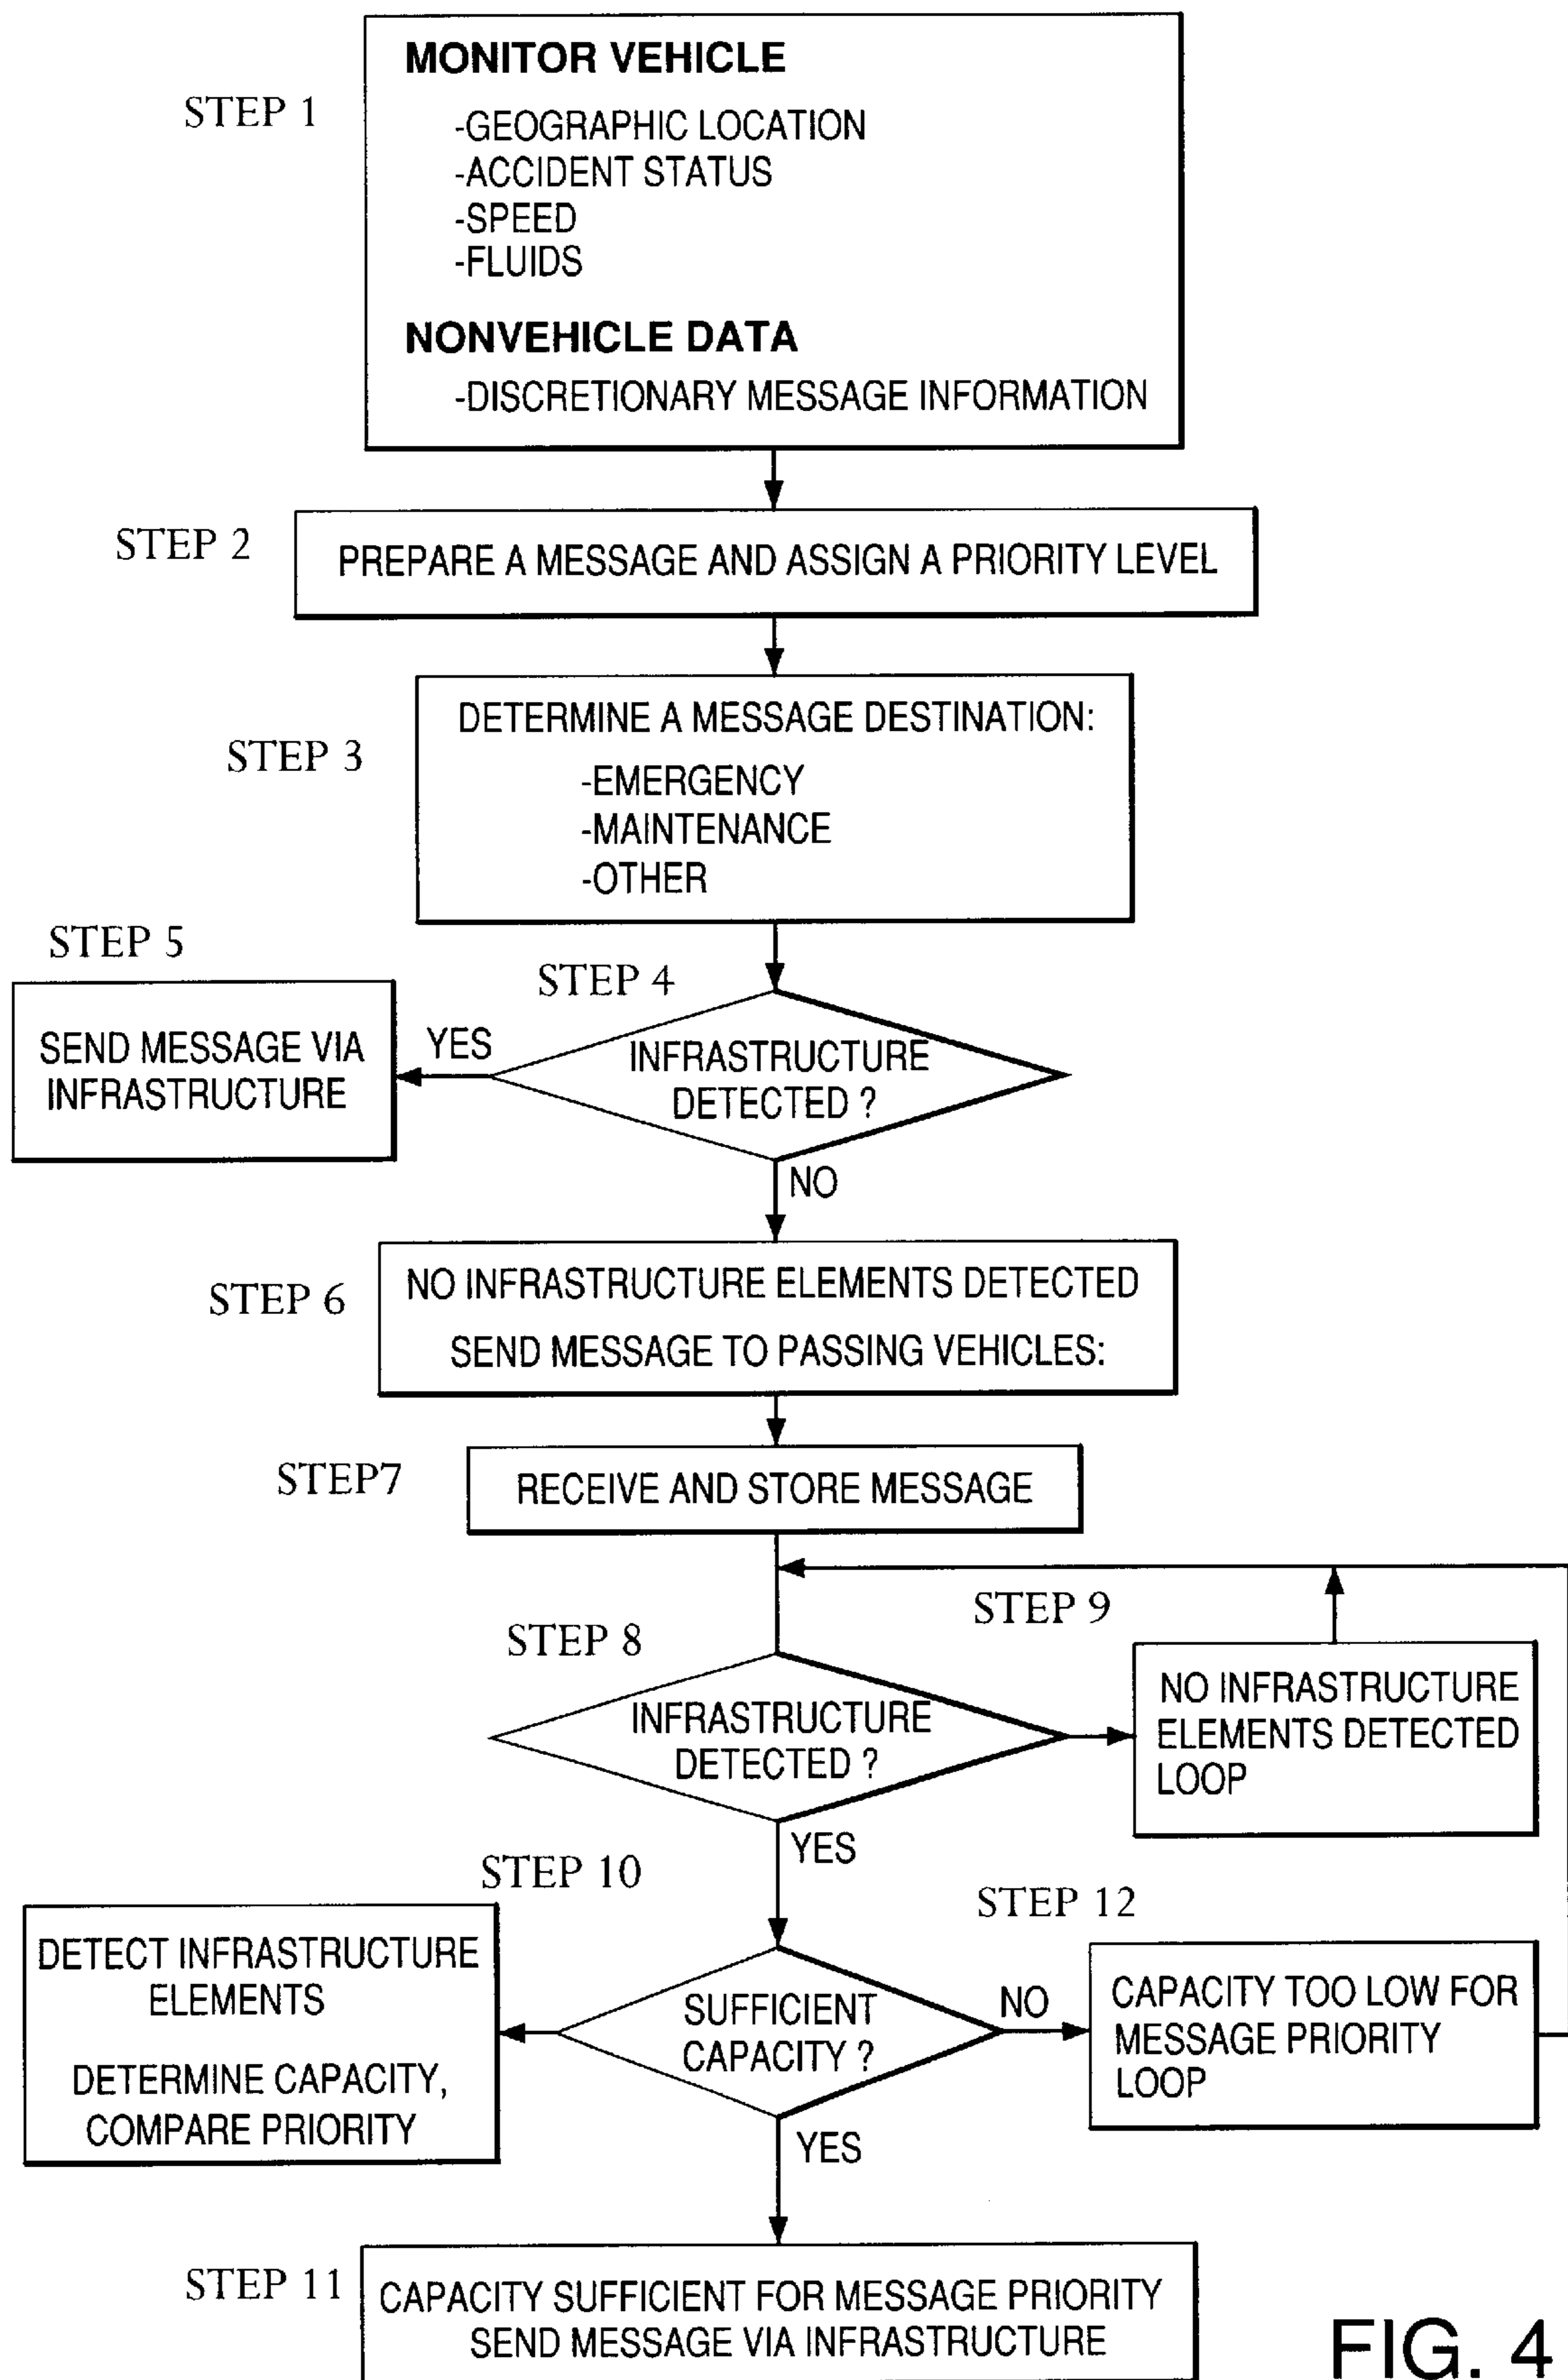 MONITOR VEHICLE
STEP 1
-GEOGRAPHIC LOCATION
-ACCIDENT STATUS
-SPEED
-FLUIDS
NONVEHICLE DATA
-DISCRETIONARY MESSAGE INFORMATION
STEP 2
PREPARE A MESSAGE AND ASSIGN A PRIORITY LEVEL
STEP 3
DETERMINE A MESSAGE DESTINATION:
-EMERGENCY
-MAINTENANCE
-OTHER
STEP 5
STEP 4
SEND MESSAGE VIA
INFRASTRUCTURE
YES
INFRASTRUCTURE
DETECTED ?
NO
STEP 6
NO INFRASTRUCTURE ELEMENTS DETECTED
SEND MESSAGE TO PASSING VEHICLES:
STEP7
RECEIVE AND STORE MESSAGE
STEP 9
STEP 8
INFRASTRUCTURE
DETECTED ?
NO INFRASTRUCTURE
ELEMENTS DETECTED
LOOP
YES
STEP 10
STEP 12
DETECT INFRASTRUCTURE
ELEMENTS
DETERMINE CAPACITY,
COMPARE PRIORITY
SUFFICIENT
CAPACITY ?
NO
CAPACITY TOO LOW FOR
MESSAGE PRIORITY
LOOP
YES
STEP 11
CAPACITY SUFFICIENT FOR MESSAGE PRIORITY
SEND MESSAGE VIA INFRASTRUCTURE
FIG. 4